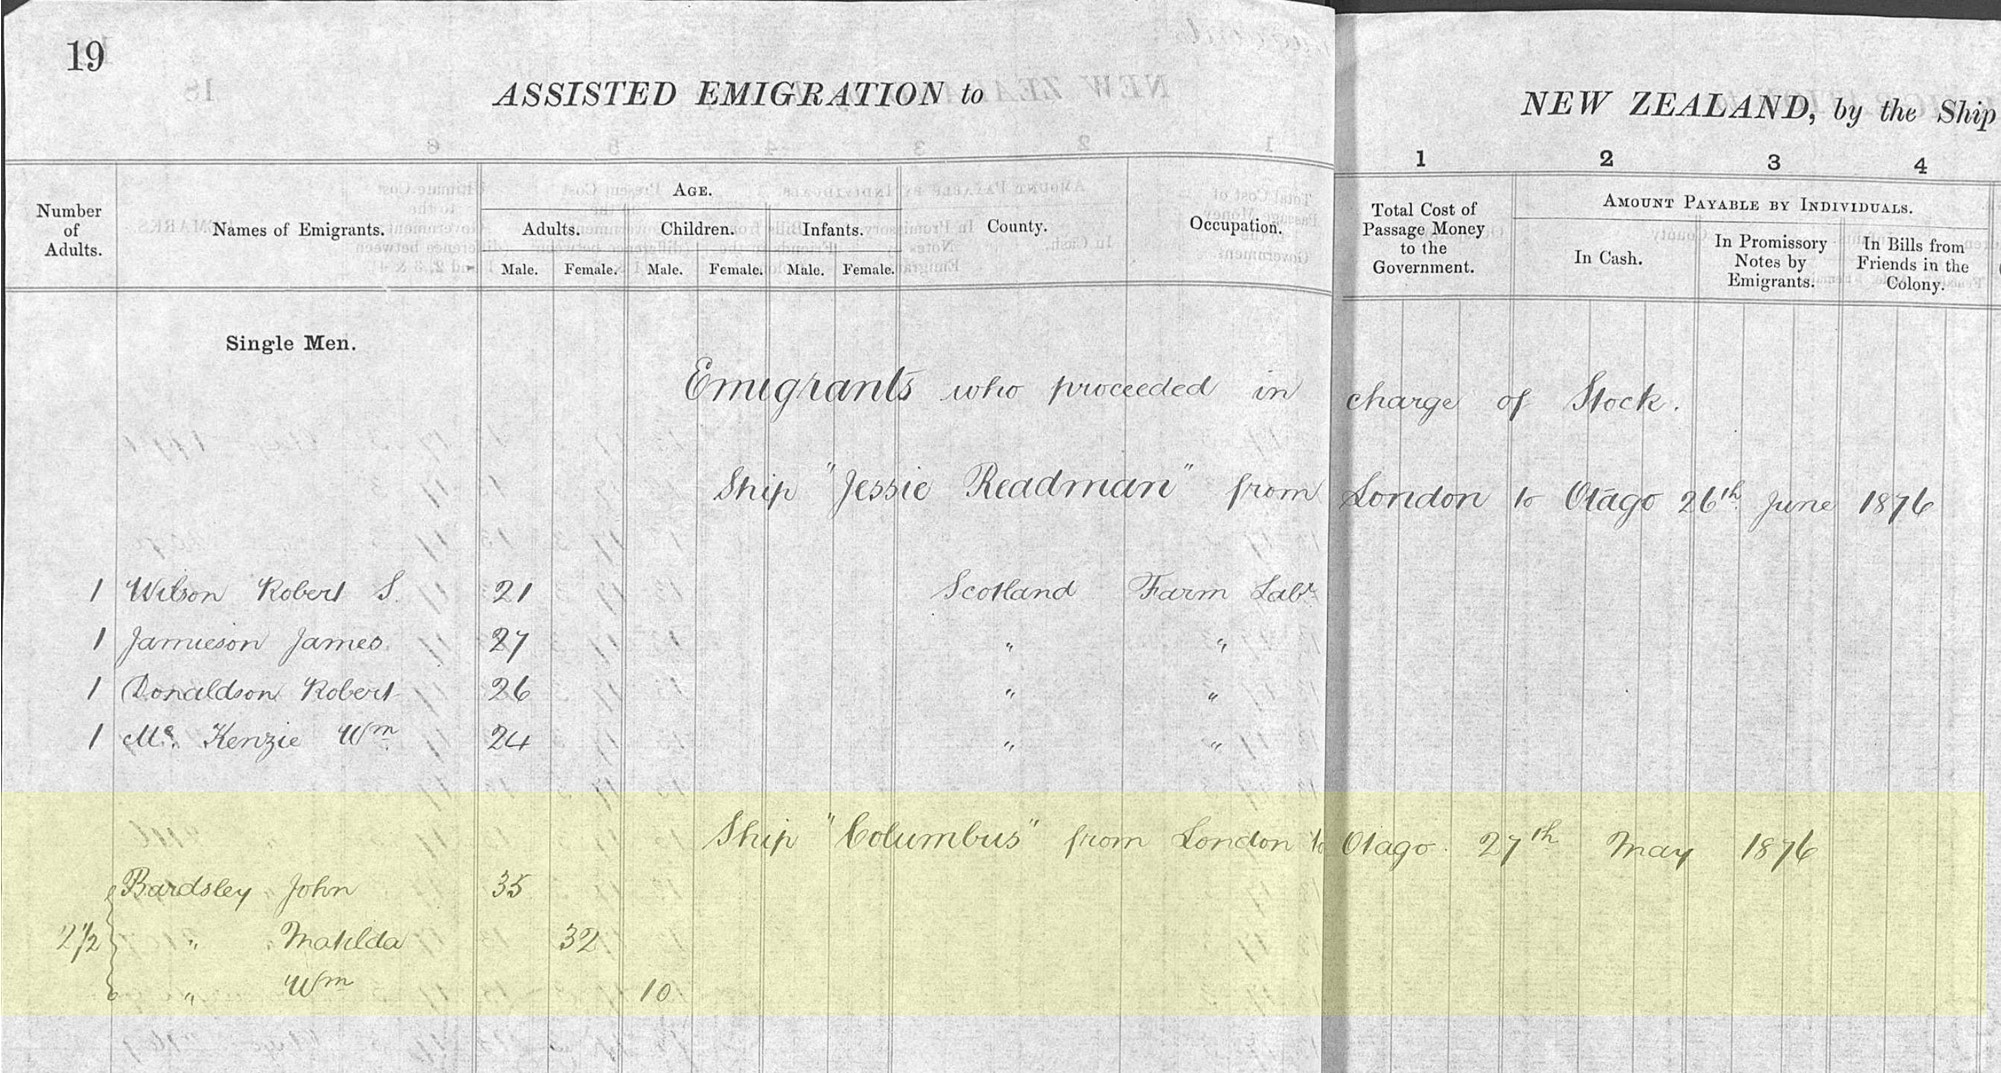 19
ASSISTED EMIGRATION to NEW ZEALAND, by the Ship
1 2 3 4
Number of Adults. Names of Emigrants. AGE. County. Occupation. Total Cost of Passage Money to the Government. AMOUNT PAYABLE BY INDIVIDUALS.
Adults. Children. Infants. In Cash. In Promissory Notes by Emigrants. In Bills from Friends in the Colony.
Male. Female. Male. Female. Male. Female.
Single Men.
Emigrants who proceeded in charge of Stock.
Ship "Jessie Readman" from London to Otago 26th June 1876
1 Wilson Robert S. 21 Scotland Farm Labr
1 Jamieson James 27 " "
1 Donaldson Robert 26 " "
1 Mc Kenzie Wm 24 " "
Ship "Columbus" from London to Otago 27th May 1876
Bardsley John 35
2 1/2 " Matilda 32
" Wm 10